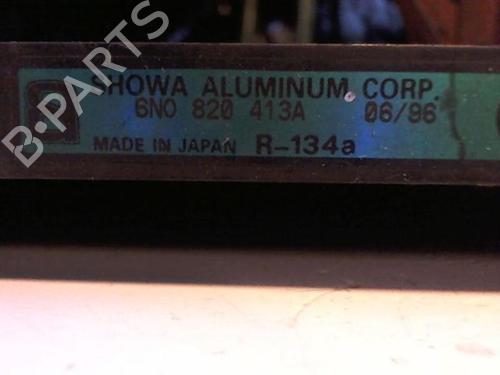 SHOWA ALUMINUM CORP.
6N0 820 413A 06/96
MADE IN JAPAN R-134a
B-PARTS